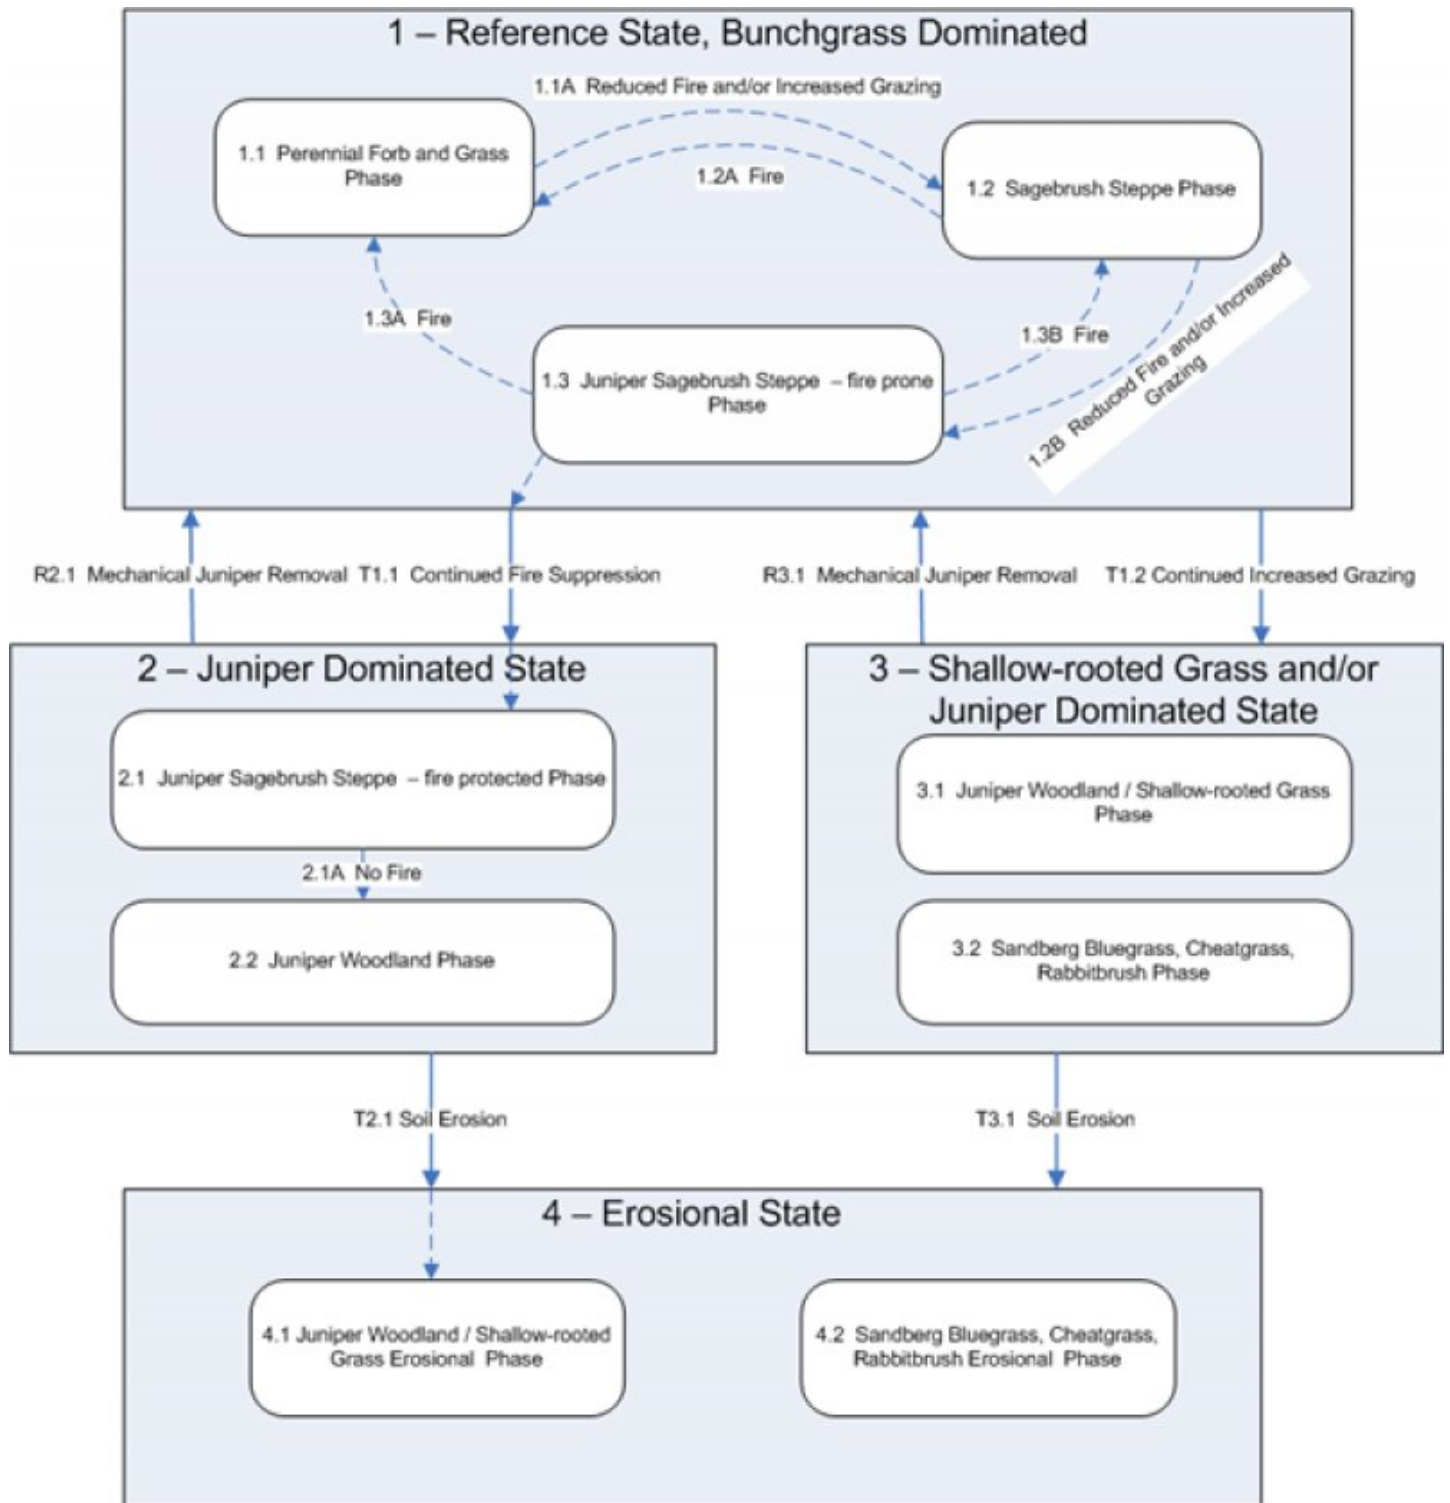 1 – Reference State, Bunchgrass Dominated
1.1A Reduced Fire and/or Increased Grazing
1.1 Perennial Forb and Grass
Phase
1.2A Fire
1.2 Sagebrush Steppe Phase
1.3A Fire
1.3 Juniper Sagebrush Steppe – fire prone
Phase
1.3B Fire
1.2B Reduced Fire and/or Increased
Grazing
R2.1 Mechanical Juniper Removal
T1.1 Continued Fire Suppression
R3.1 Mechanical Juniper Removal
T1.2 Continued Increased Grazing
2 – Juniper Dominated State
2.1 Juniper Sagebrush Steppe – fire protected Phase
2.1A No Fire
2.2 Juniper Woodland Phase
3 – Shallow-rooted Grass and/or
Juniper Dominated State
3.1 Juniper Woodland / Shallow-rooted Grass
Phase
3.2 Sandberg Bluegrass, Cheatgrass,
Rabbitbrush Phase
T2.1 Soil Erosion
T3.1 Soil Erosion
4 – Erosional State
4.1 Juniper Woodland / Shallow-rooted
Grass Erosional Phase
4.2 Sandberg Bluegrass, Cheatgrass,
Rabbitbrush Erosional Phase